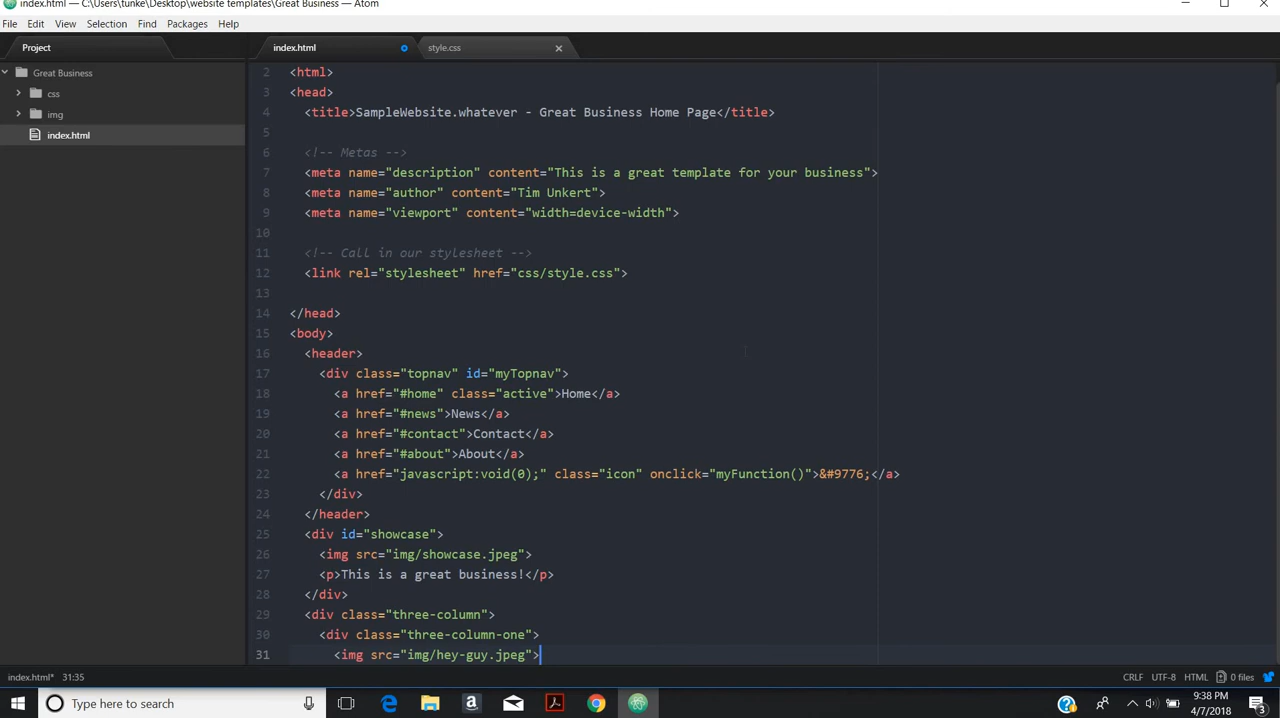 index.html — C:\Users\tunke\Desktop\website templates\Great Business — Atom
File Edit View Selection Find Packages Help
Project
index.html
style.css
Great Business
css
img
index.html
2 <html>
3 <head>
4 <title>SampleWebsite.whatever - Great Business Home Page</title>
5
6 <!-- Metas -->
7 <meta name="description" content="This is a great template for your business">
8 <meta name="author" content="Tim Unkert">
9 <meta name="viewport" content="width=device-width">
10
11 <!-- Call in our stylesheet -->
12 <link rel="stylesheet" href="css/style.css">
13
14 </head>
15 <body>
16 <header>
17 <div class="topnav" id="myTopnav">
18 <a href="#home" class="active">Home</a>
19 <a href="#news">News</a>
20 <a href="#contact">Contact</a>
21 <a href="#about">About</a>
22 <a href="javascript:void(0);" class="icon" onclick="myFunction()">&#9776;</a>
23 </div>
24 </header>
25 <div id="showcase">
26 <img src="img/showcase.jpeg">
27 <p>This is a great business!</p>
28 </div>
29 <div class="three-column">
30 <div class="three-column-one">
31 <img src="img/hey-guy.jpeg">
index.html* 31:35
CRLF UTF-8 HTML 0 files
Type here to search
9:38 PM
4/7/2018
3